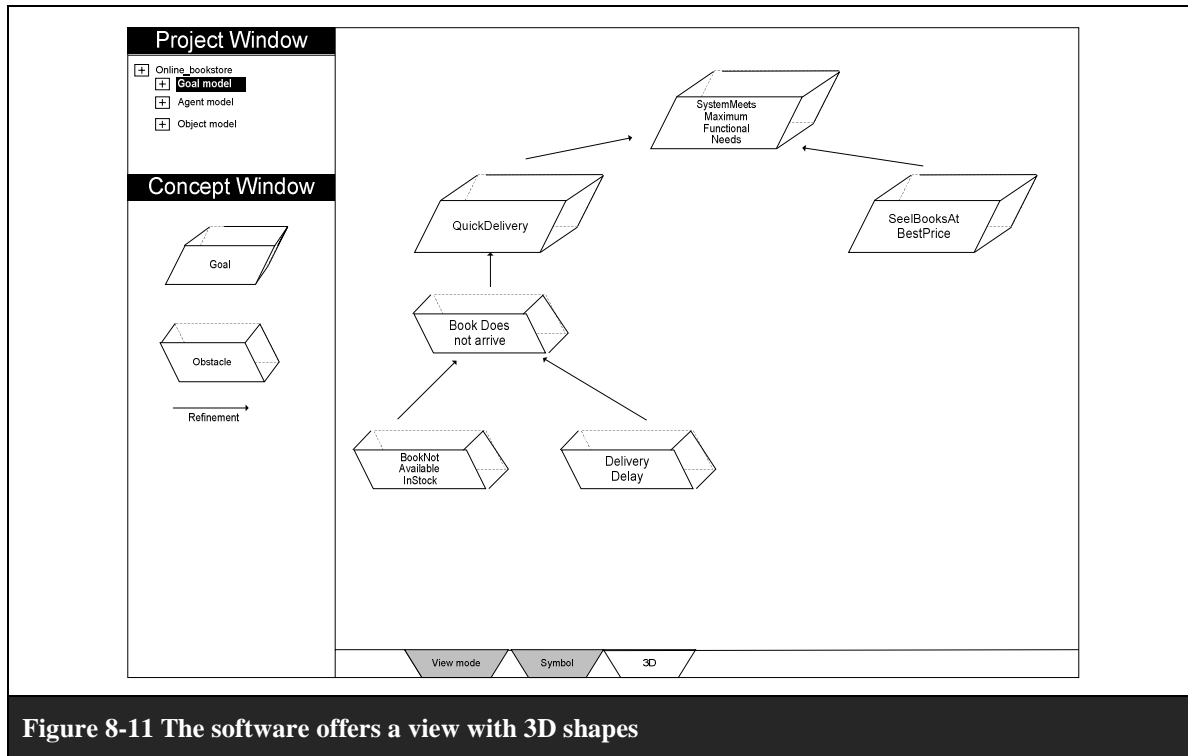 Project Window
Online_bookstore
Goal model
Agent model
Object model
Concept Window
Goal
Obstacle
Refinement
SystemMeets
Maximum
Functional
Needs
QuickDelivery
SeelBooksAt
BestPrice
Book Does
not arrive
BookNot
Available
InStock
Delivery
Delay
View mode
Symbol
3D
Figure 8-11 The software offers a view with 3D shapes